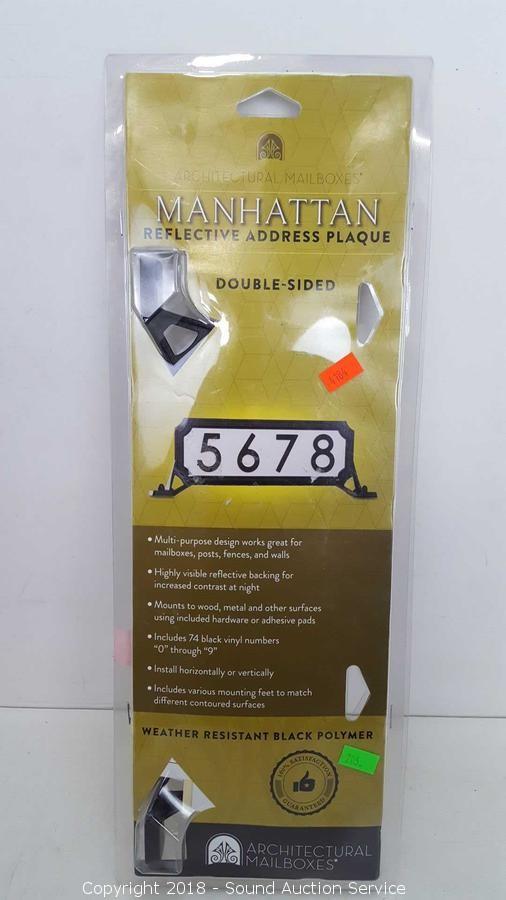 ARCHITECTURAL MAILBOXES®
MANHATTAN
REFLECTIVE ADDRESS PLAQUE
DOUBLE-SIDED
4784
5678
• Multi-purpose design works great for
mailboxes, posts, fences, and walls
• Highly visible reflective backing for
increased contrast at night
• Mounts to wood, metal and other surfaces
using included hardware or adhesive pads
• Includes 74 black vinyl numbers
"0" through "9"
• Install horizontally or vertically
• Includes various mounting feet to match
different contoured surfaces
WEATHER RESISTANT BLACK POLYMER
100% SATISFACTION
GUARANTEED
ARCHITECTURAL
MAILBOXES®
Copyright 2018 - Sound Auction Service